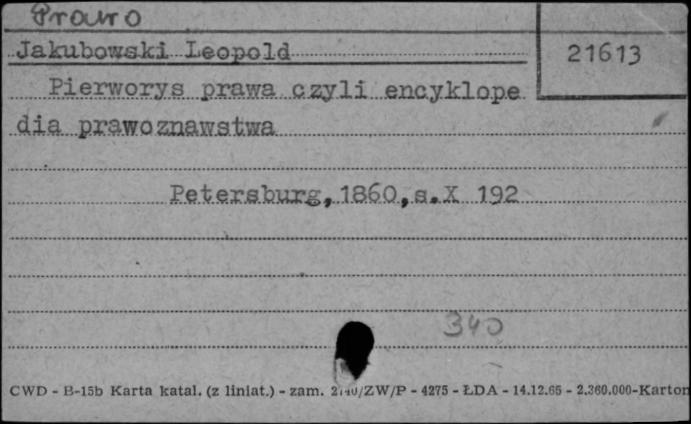 Prawo
Jakubowski Leopold
21613
Pierworys prawa czyli encyklope
dia prawoznawstwa
Petersburg, 1860, s.X 192
340
CWD - B-15b Karta katal. (z liniat.) - zam. 2140/ZW/P - 4275 - ŁDA - 14.12.65 - 2.360.000-Karton